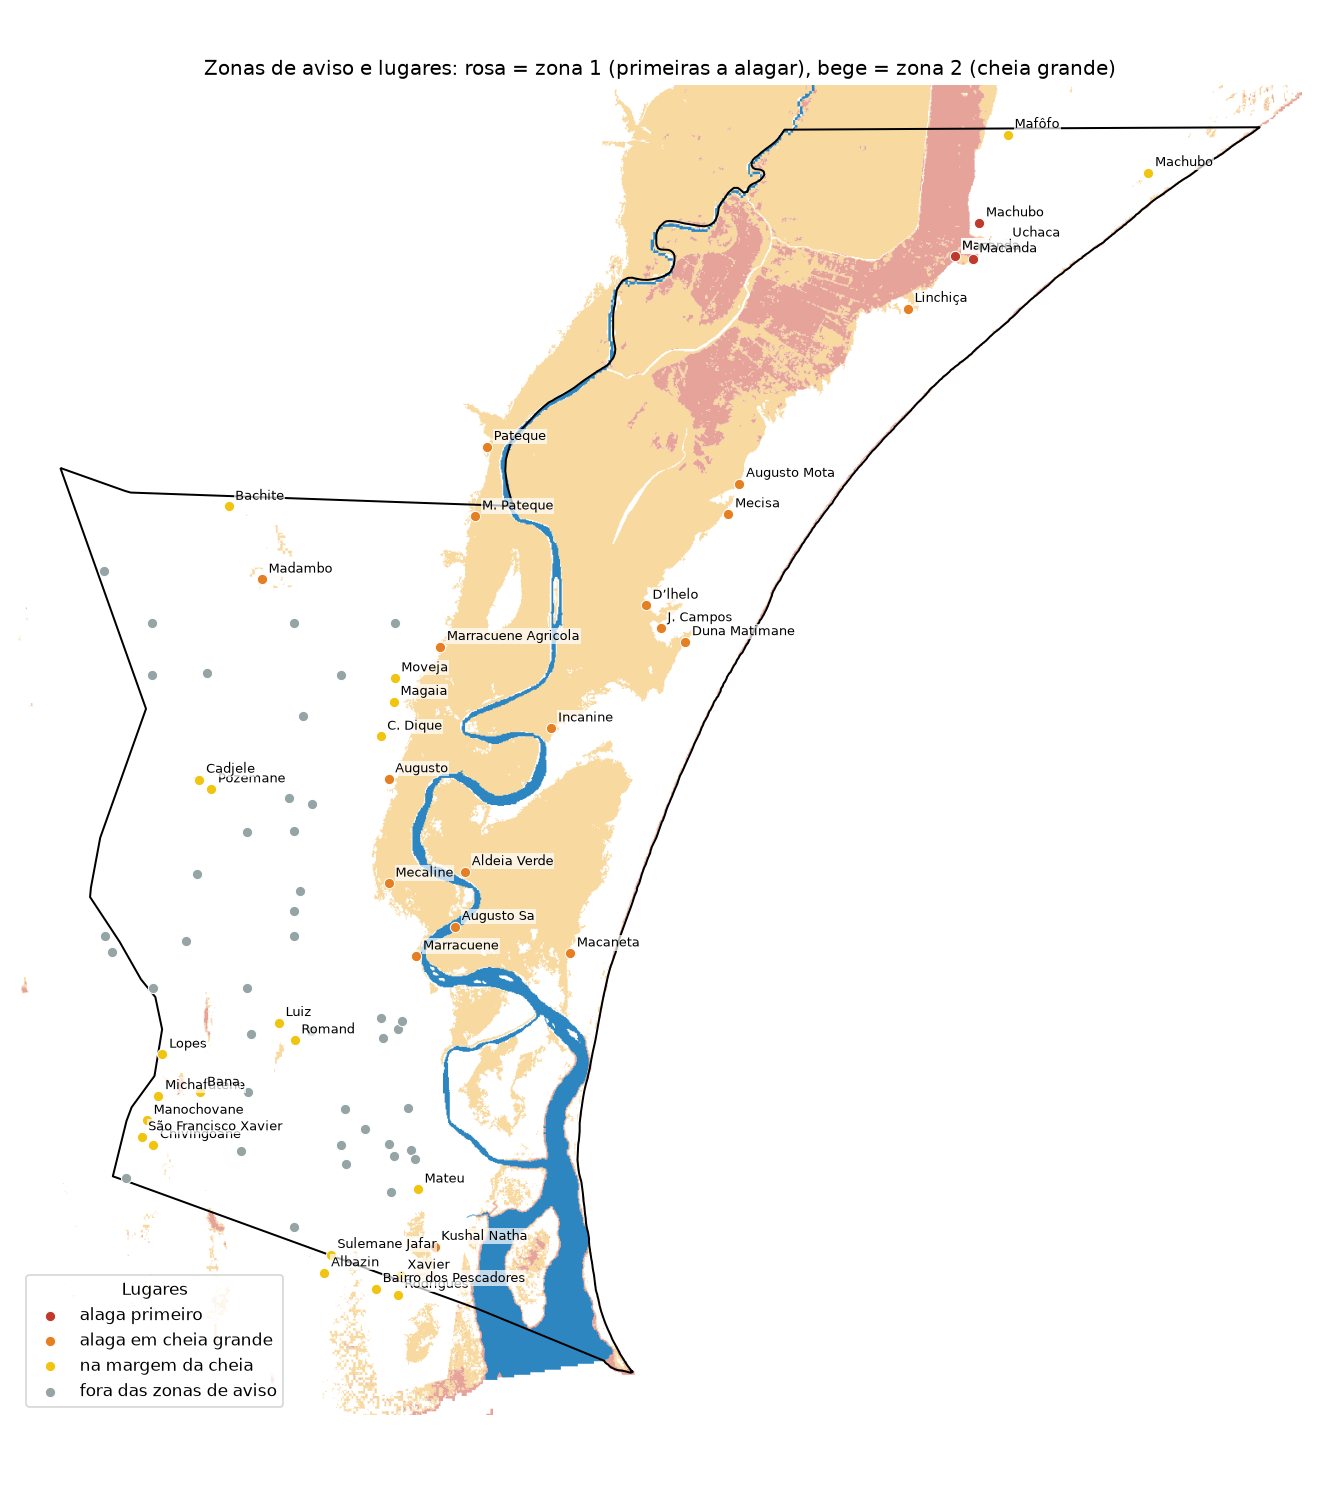 Zonas de aviso e lugares: rosa = zona 1 (primeiras a alagar), bege = zona 2 (cheia grande)
Mafôfo
Machubo
Machubo
Uchaca
Macanda
Linchiça
Pateque
Augusto Mota
Bachite
M. Pateque
Mecisa
Madambo
D'lhelo
J. Campos
Duna Matimane
Marracuene Agricola
Moveja
Magaia
Incanine
C. Dique
Cadjele
Augusto
Pozemane
Aldeia Verde
Mecaline
Augusto Sa
Marracuene
Macaneta
Luiz
Romand
Lopes
Bana
Manochovane
São Francisco Xavier
Chivingoane
Mateu
Kushal Natha
Sulemane Jafar
Albazin
Xavier
Bairro dos Pescadores
Rodrigues
Lugares
alaga primeiro
alaga em cheia grande
na margem da cheia
fora das zonas de aviso